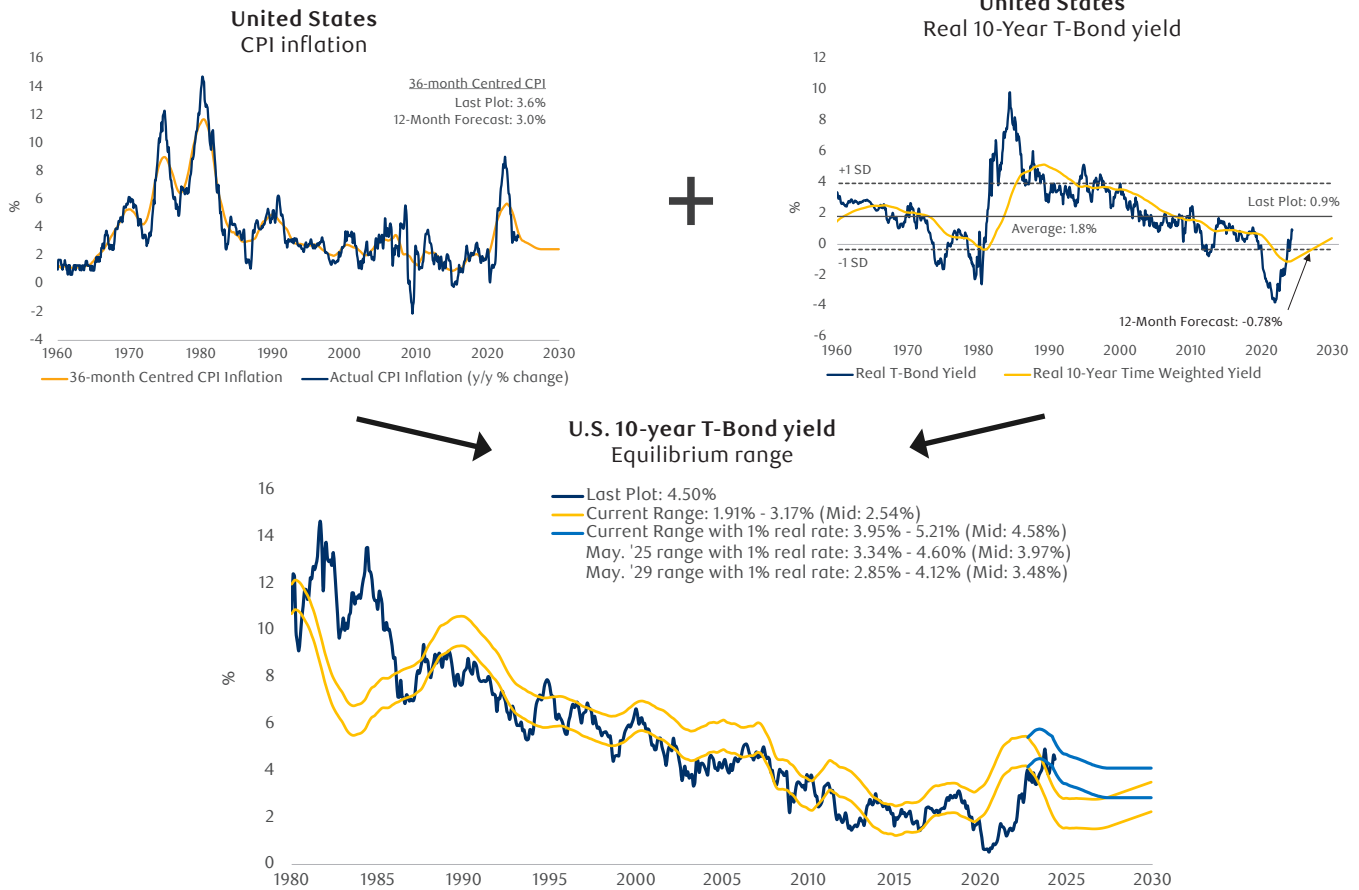 United States
CPI inflation
16
14
12
10
8
6
4
2
0
-2
-4
%
36-month Centred CPI
Last Plot: 3.6%
12-Month Forecast: 3.0%
1960 1970 1980 1990 2000 2010 2020 2030
36-month Centred CPI Inflation Actual CPI Inflation (y/y % change)
+
United States
Real 10-Year T-Bond yield
12
10
8
6
4
2
0
-2
-4
-6
%
+1 SD
Last Plot: 0.9%
Average: 1.8%
-1 SD
12-Month Forecast: -0.78%
1960 1970 1980 1990 2000 2010 2020 2030
Real T-Bond Yield Real 10-Year Time Weighted Yield
U.S. 10-year T-Bond yield
Equilibrium range
Last Plot: 4.50%
Current Range: 1.91% - 3.17% (Mid: 2.54%)
Current Range with 1% real rate: 3.95% - 5.21% (Mid: 4.58%)
May. '25 range with 1% real rate: 3.34% - 4.60% (Mid: 3.97%)
May. '29 range with 1% real rate: 2.85% - 4.12% (Mid: 3.48%)
16
14
12
10
8
6
4
2
0
%
1980 1985 1990 1995 2000 2005 2010 2015 2020 2025 2030